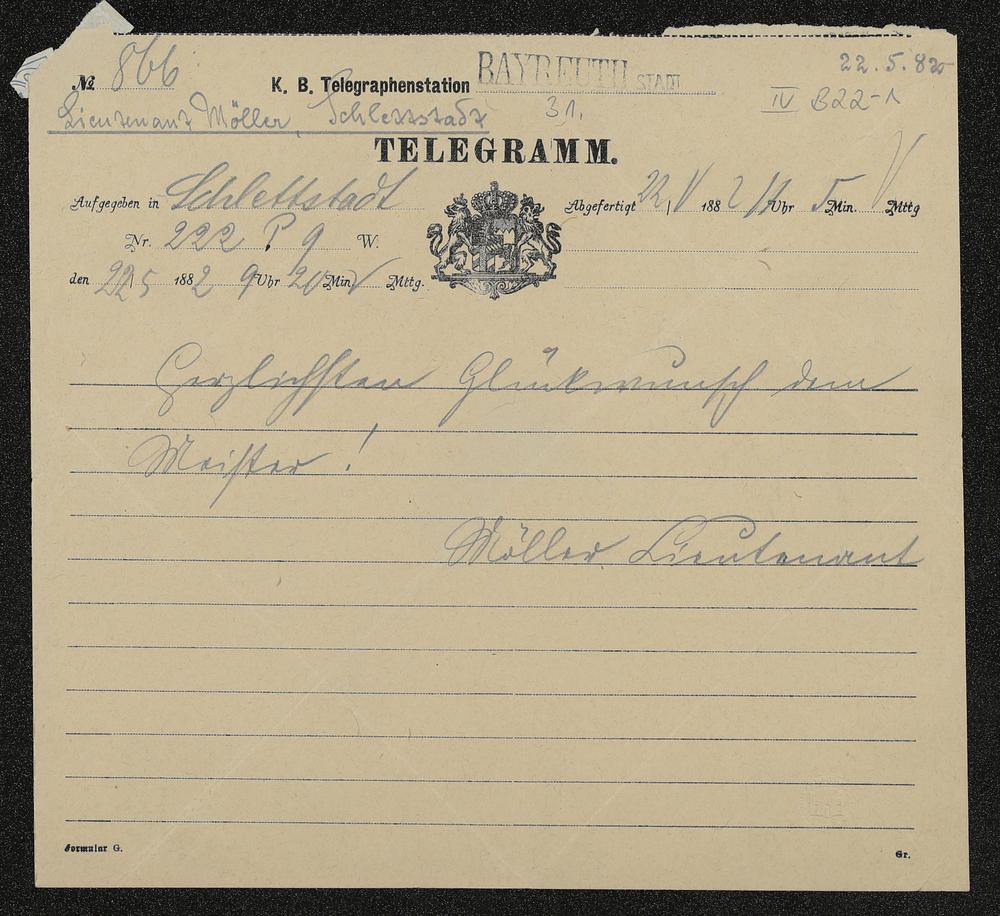 № 866 K. B. Telegraphenstation BAYREUTH STADT 22.5.82
Lieutenant Möller, Schlettstadt 31. IV B22-1
TELEGRAMM.
Aufgegeben in Schlettstadt Abgefertigt 22/V 188 2 Uhr 5 Min. V Mttg
Nr. 222 P. 9 W.
den 22/5 1882 9 Uhr 20 Min V Mttg.
Herzlichsten Glückwunsch dem
Meister!
Möller Lieutenant
Formular G. Gr.